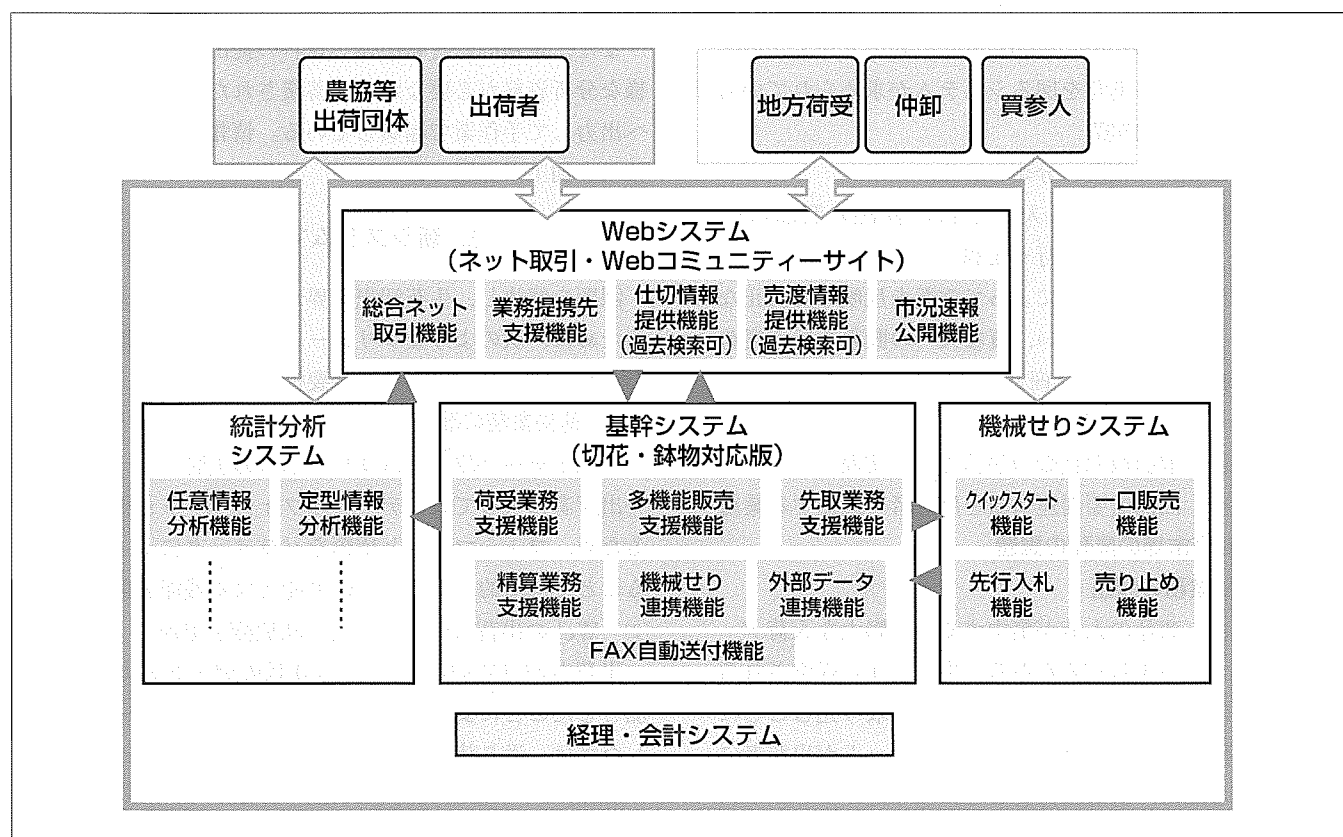 農協等
出荷団体
出荷者
地方荷受
仲卸
買参人
Webシステム
（ネット取引・Webコミュニティーサイト）
総合ネット
取引機能
業務提携先
支援機能
仕切情報
提供機能
（過去検索可）
売渡情報
提供機能
（過去検索可）
市況速報
公開機能
統計分析
システム
任意情報
分析機能
定型情報
分析機能
基幹システム
（切花・鉢物対応版）
荷受業務
支援機能
多機能販売
支援機能
先取業務
支援機能
精算業務
支援機能
機械せり
連携機能
外部データ
連携機能
FAX自動送付機能
機械せりシステム
クイックスタート
機能
一口販売
機能
先行入札
機能
売り止め
機能
経理・会計システム